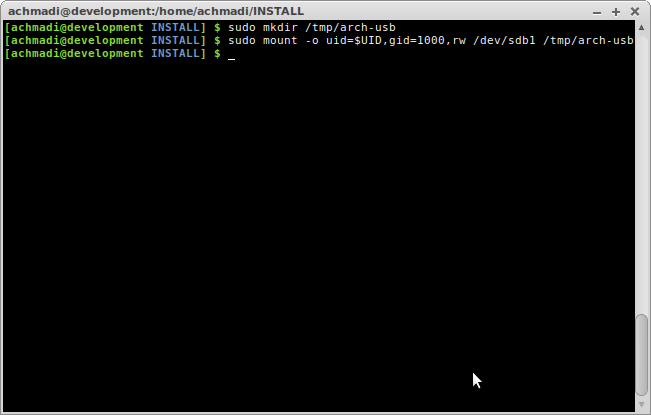 achmadi@development:/home/achmadi/INSTALL
[achmadi@development INSTALL] $ sudo mkdir /tmp/arch-usb
[achmadi@development INSTALL] $ sudo mount -o uid=$UID,gid=1000,rw /dev/sdb1 /tmp/arch-usb
[achmadi@development INSTALL] $ _